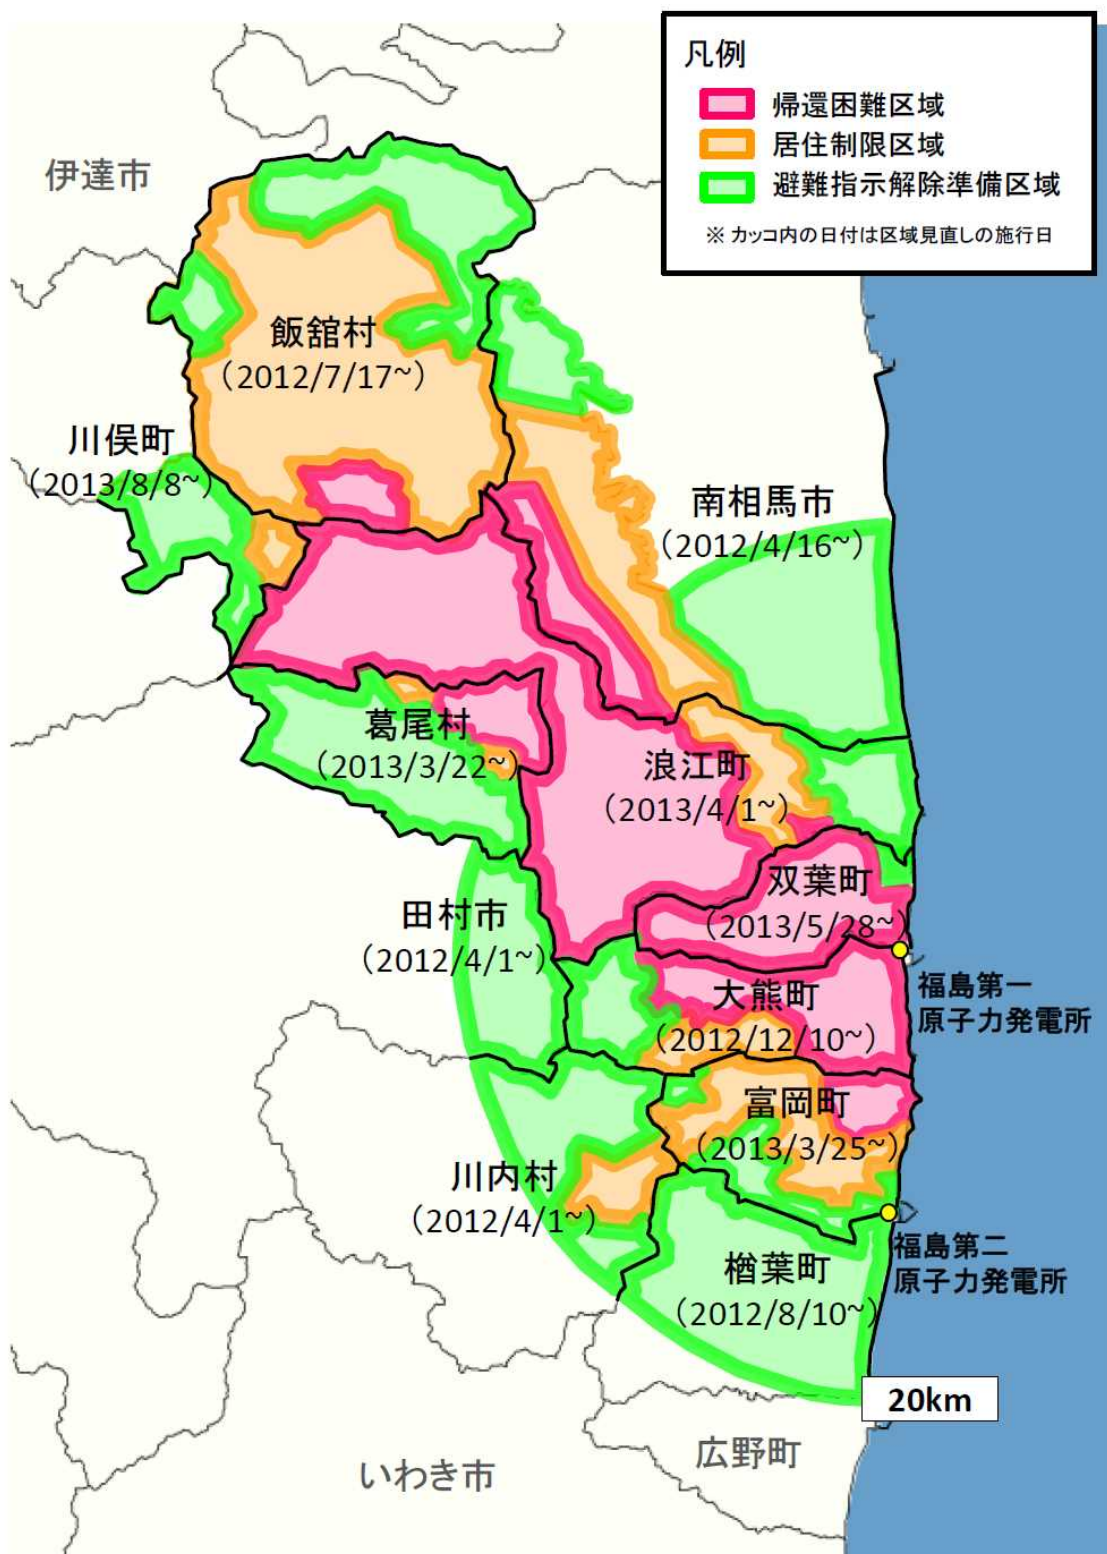 凡例
帰還困難区域
居住制限区域
避難指示解除準備区域
※ カッコ内の日付は区域見直しの施行日
伊達市
飯舘村
（2012/7/17~）
川俣町
（2013/8/8~）
南相馬市
（2012/4/16~）
葛尾村
（2013/3/22~）
浪江町
（2013/4/1~）
双葉町
（2013/5/28~）
田村市
（2012/4/1~）
福島第一
原子力発電所
大熊町
（2012/12/10~）
富岡町
（2013/3/25~）
川内村
（2012/4/1~）
福島第二
原子力発電所
楢葉町
（2012/8/10~）
20km
広野町
いわき市